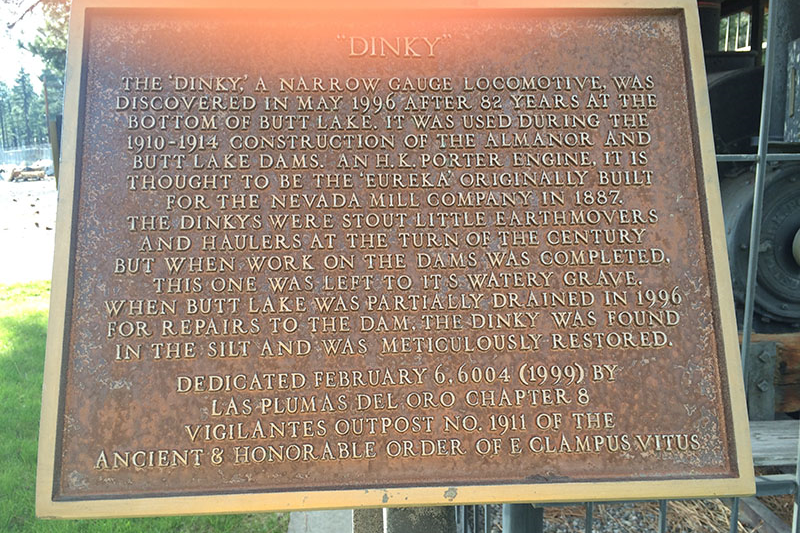 "DINKY"
THE 'DINKY,' A NARROW GAUGE LOCOMOTIVE, WAS
DISCOVERED IN MAY 1996 AFTER 82 YEARS AT THE
BOTTOM OF BUTT LAKE. IT WAS USED DURING THE
1910-1914 CONSTRUCTION OF THE ALMANOR AND
BUTT LAKE DAMS. AN H.K. PORTER ENGINE, IT IS
THOUGHT TO BE THE 'EUREKA' ORIGINALLY BUILT
FOR THE NEVADA MILL COMPANY IN 1887.
THE DINKYS WERE STOUT LITTLE EARTHMOVERS
AND HAULERS AT THE TURN OF THE CENTURY
BUT WHEN WORK ON THE DAMS WAS COMPLETED,
THIS ONE WAS LEFT TO IT'S WATERY GRAVE.
WHEN BUTT LAKE WAS PARTIALLY DRAINED IN 1996
FOR REPAIRS TO THE DAM, THE DINKY WAS FOUND
IN THE SILT AND WAS METICULOUSLY RESTORED.
DEDICATED FEBRUARY 6, 6004 (1999) BY
LAS PLUMAS DEL ORO CHAPTER 8
VIGILANTES OUTPOST NO. 1911 OF THE
ANCIENT & HONORABLE ORDER OF E CLAMPUS VITUS